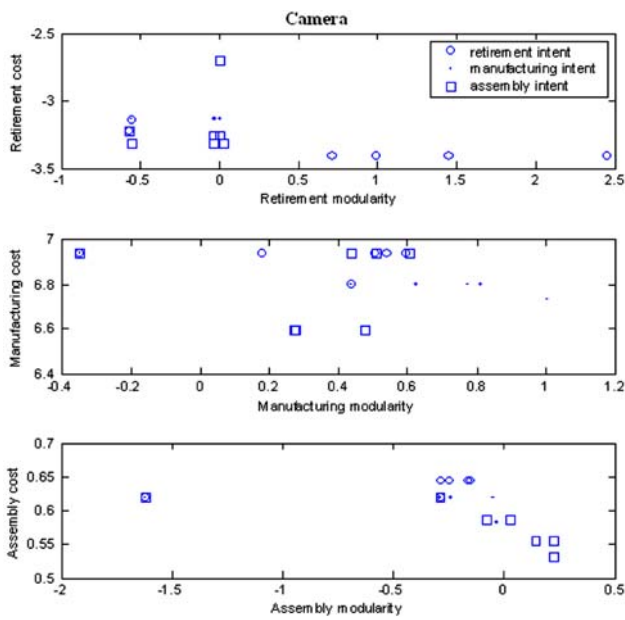 Camera
-2.5
-3
-3.5
Retirement cost
retirement intent
manufacturing intent
assembly intent
-1 -0.5 0 0.5 1 1.5 2 2.5
Retirement modularity
7
6.8
6.6
6.4
Manufacturing cost
-0.4 -0.2 0 0.2 0.4 0.6 0.8 1 1.2
Manufacturing modularity
0.7
0.65
0.6
0.55
0.5
Assembly cost
-2 -1.5 -1 -0.5 0 0.5
Assembly modularity